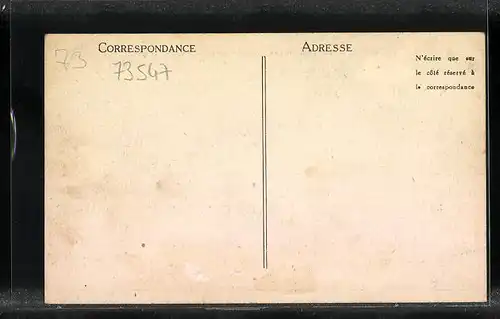 CORRESPONDANCE
ADRESSE
73
73547
N'écrire que sur
le côté réservé à
la correspondance